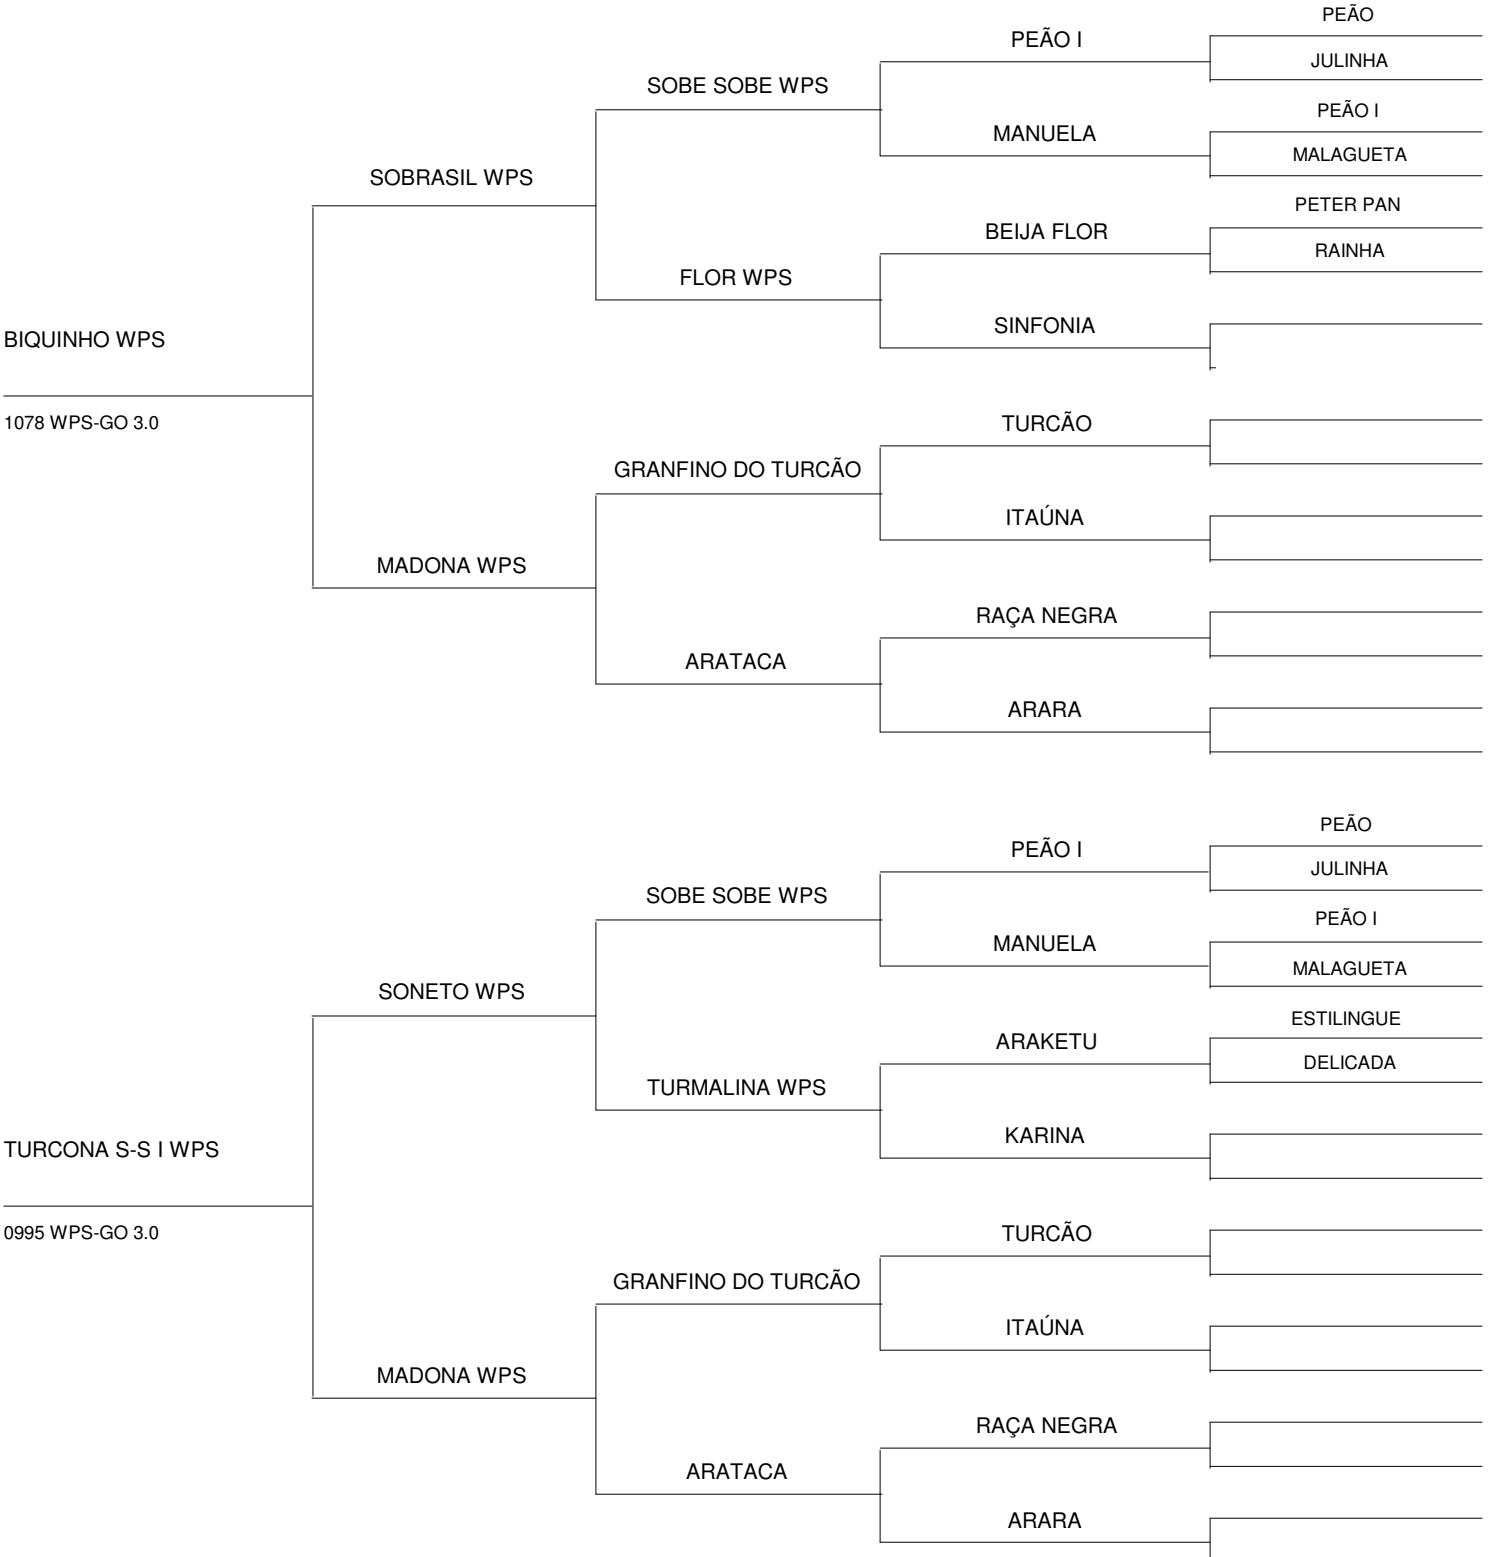 PEÃO
PEÃO I
JULINHA
SOBE SOBE WPS
PEÃO I
MANUELA
MALAGUETA
SOBRASIL WPS
PETER PAN
BEIJA FLOR
RAINHA
FLOR WPS
SINFONIA
BIQUINHO WPS
1078 WPS-GO 3.0
TURCÃO
GRANFINO DO TURCÃO
ITAÚNA
MADONA WPS
RAÇA NEGRA
ARATACA
ARARA
PEÃO
PEÃO I
JULINHA
SOBE SOBE WPS
PEÃO I
MANUELA
MALAGUETA
SONETO WPS
ESTILINGUE
ARAKETU
DELICADA
TURMALINA WPS
KARINA
TURCONA S-S I WPS
0995 WPS-GO 3.0
TURCÃO
GRANFINO DO TURCÃO
ITAÚNA
MADONA WPS
RAÇA NEGRA
ARATACA
ARARA